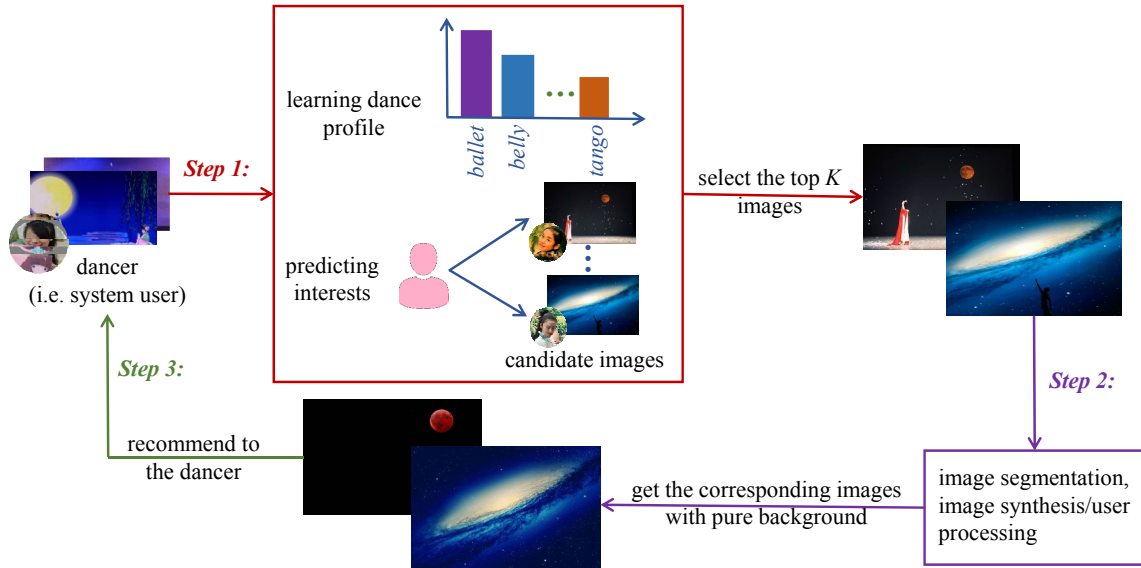 learning dance
profile
ballet
belly
tango
Step 1:
dancer
(i.e. system user)
predicting
interests
candidate images
select the top K
images
Step 2:
image segmentation,
image synthesis/user
processing
get the corresponding images
with pure background
Step 3:
recommend to
the dancer